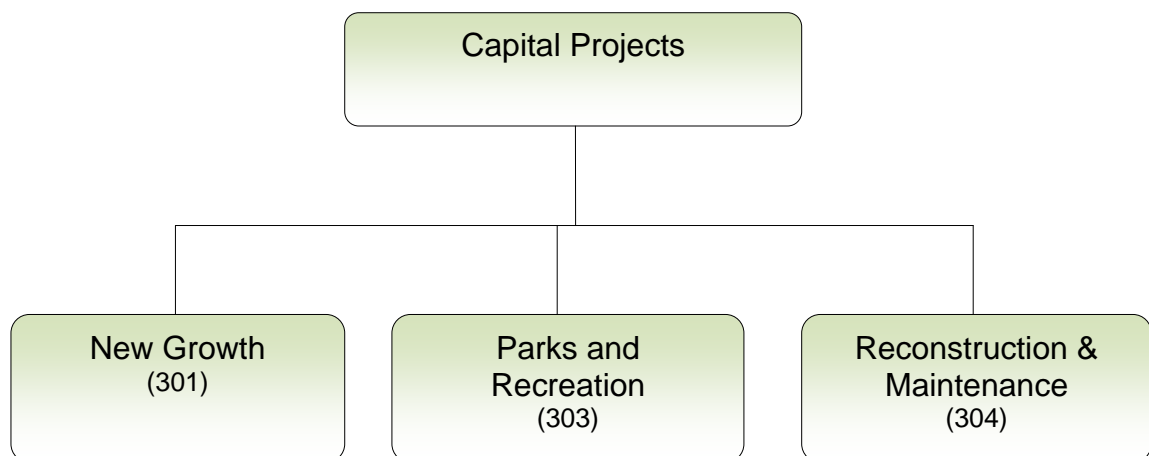 Capital Projects
New Growth
(301)
Parks and
Recreation
(303)
Reconstruction &
Maintenance
(304)